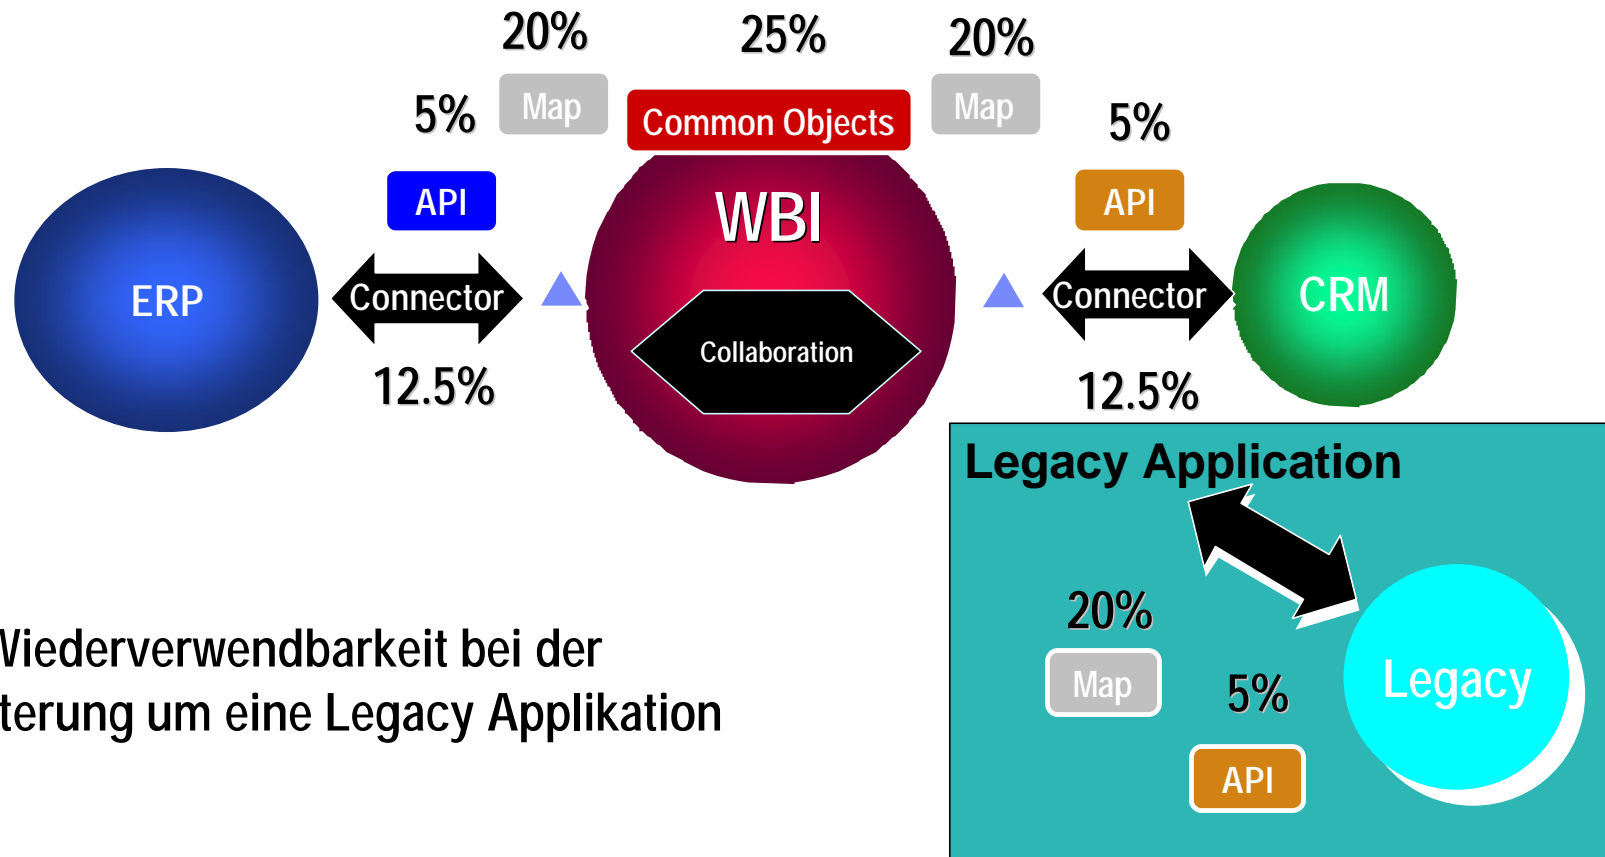 20% 25% 20%
Map Common Objects Map
5% 5%
API WBI API
ERP Connector Connector CRM
Collaboration
12.5% 12.5%
Legacy Application
20%
Map 5% Legacy
API
Wiederverwendbarkeit bei der
terung um eine Legacy Applikation